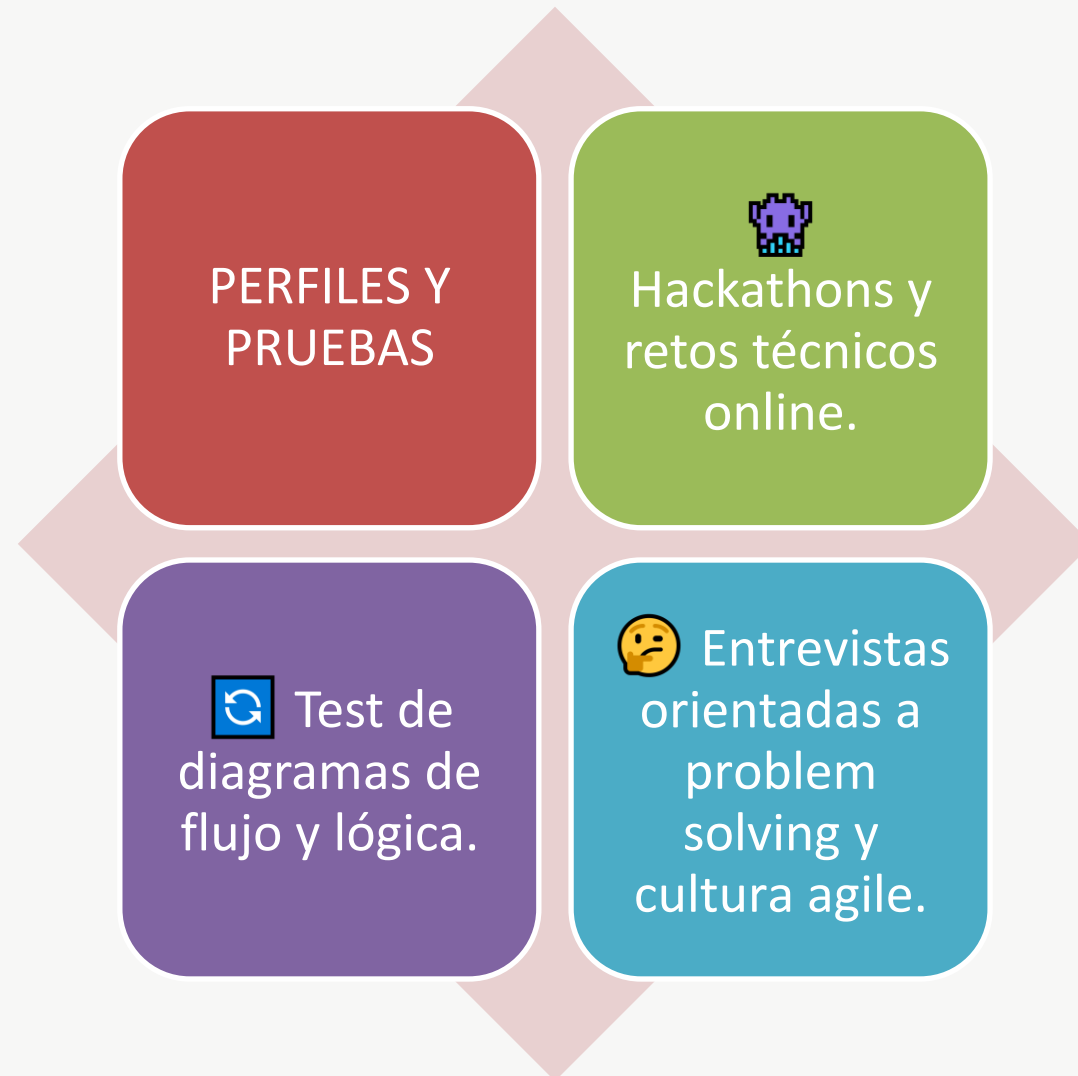 PERFILES Y
PRUEBAS
👾
Hackathons y
retos técnicos
online.
🔄 Test de
diagramas de
flujo y lógica.
🤔 Entrevistas
orientadas a
problem
solving y
cultura agile.